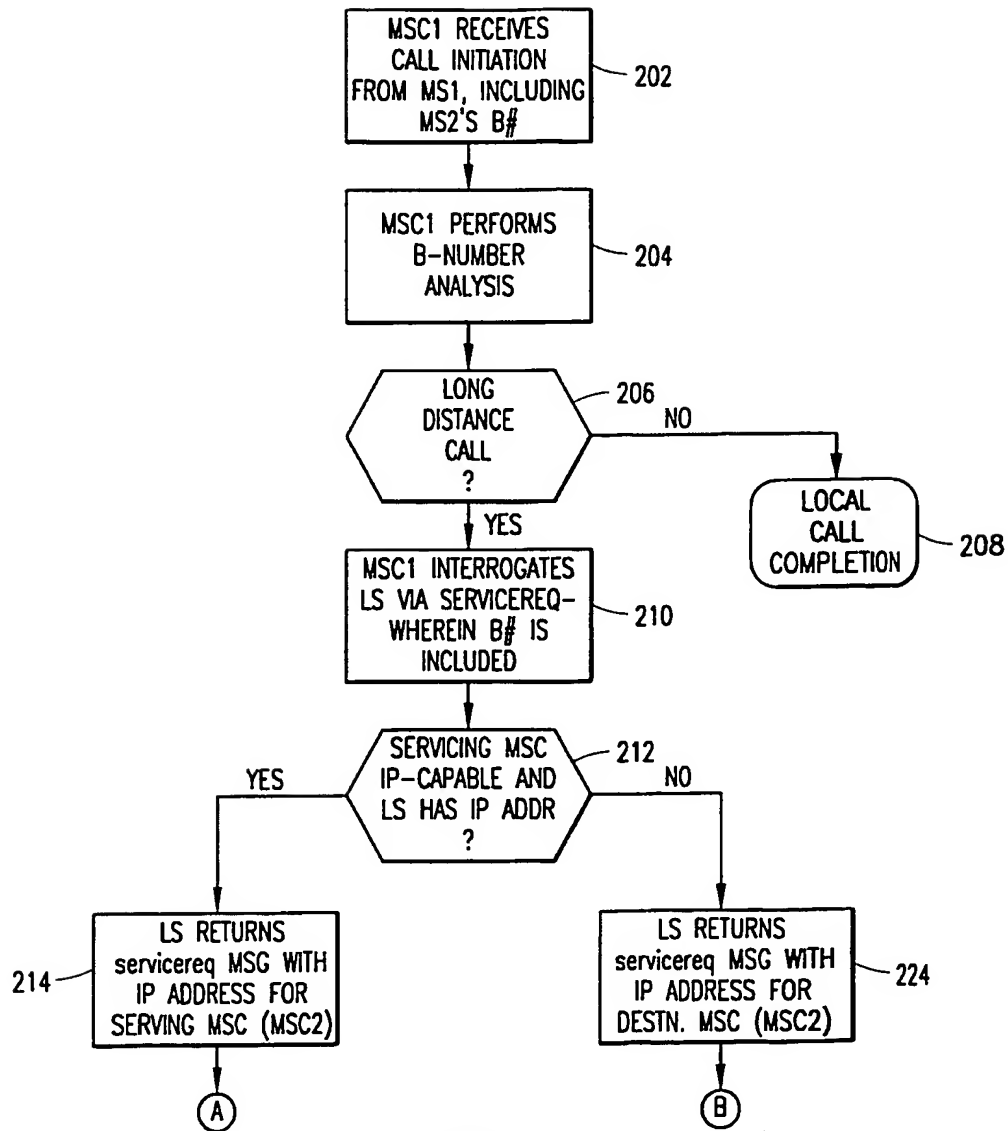 MSC1 RECEIVES
CALL INITIATION
FROM MS1, INCLUDING
MS2'S B#
202
MSC1 PERFORMS
B-NUMBER
ANALYSIS
204
LONG
DISTANCE
CALL
?
206
NO
YES
LOCAL
CALL
COMPLETION
208
MSC1 INTERROGATES
LS VIA SERVICEREQ-
WHEREIN B# IS
INCLUDED
210
SERVICING MSC
IP-CAPABLE AND
LS HAS IP ADDR
?
212
YES
NO
LS RETURNS
servicereq MSG WITH
IP ADDRESS FOR
SERVING MSC (MSC2)
214
LS RETURNS
servicereq MSG WITH
IP ADDRESS FOR
DESTN. MSC (MSC2)
224
A
B